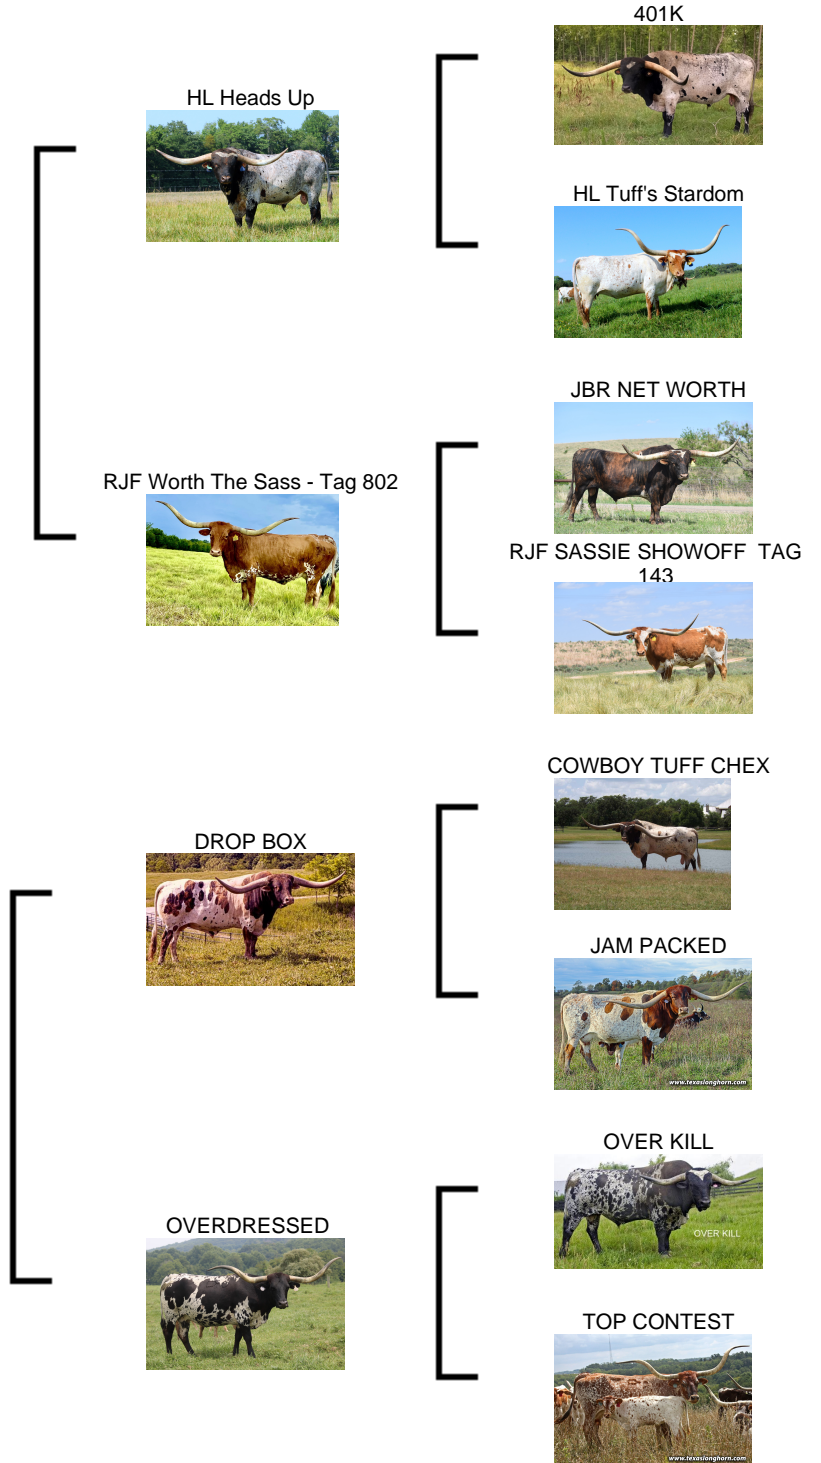 401K
HL Heads Up
HL Tuff's Stardom
JBR NET WORTH
RJF Worth The Sass - Tag 802
RJF SASSIE SHOWOFF  TAG
143
COWBOY TUFF CHEX
DROP BOX
JAM PACKED
www.texaslonghorn.com
OVER KILL
OVERDRESSED
OVER KILL
TOP CONTEST
www.texaslonghorn.com